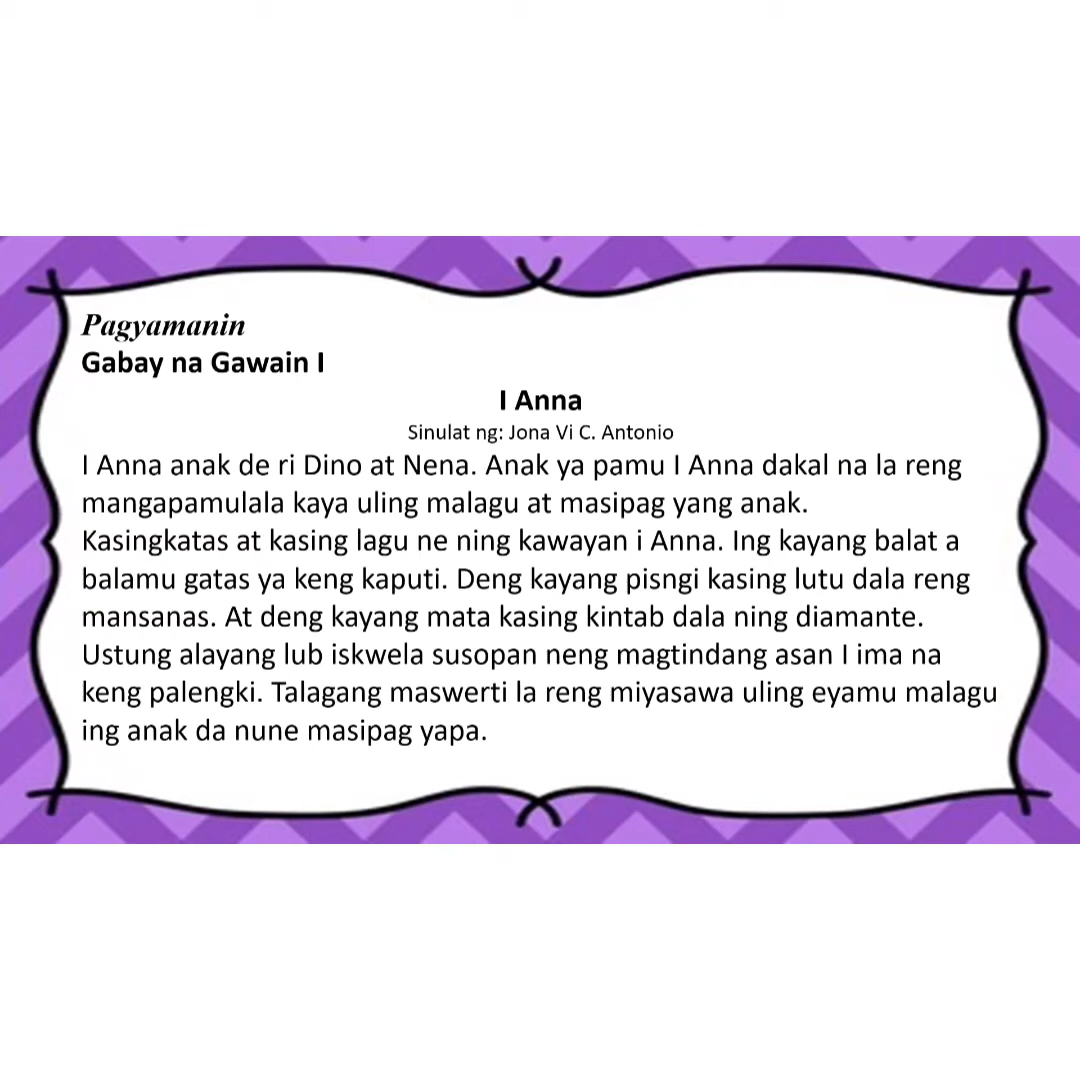 Pagyamanin
Gabay na Gawain I
I Anna
Sinulat ng: Jona Vi C. Antonio
I Anna anak de ri Dino at Nena. Anak ya pamu I Anna dakal na la reng
mangapamulala kaya uling malagu at masipag yang anak.
Kasingkatas at kasing lagu ne ning kawayan i Anna. Ing kayang balat a
balamu gatas ya keng kaputi. Deng kayang pisngi kasing lutu dala reng
mansanas. At deng kayang mata kasing kintab dala ning diamante.
Ustung alayang lub iskwela susopan neng magtindang asan I ima na
keng palengki. Talagang maswerti la reng miyasawa uling eyamu malagu
ing anak da nune masipag yapa.